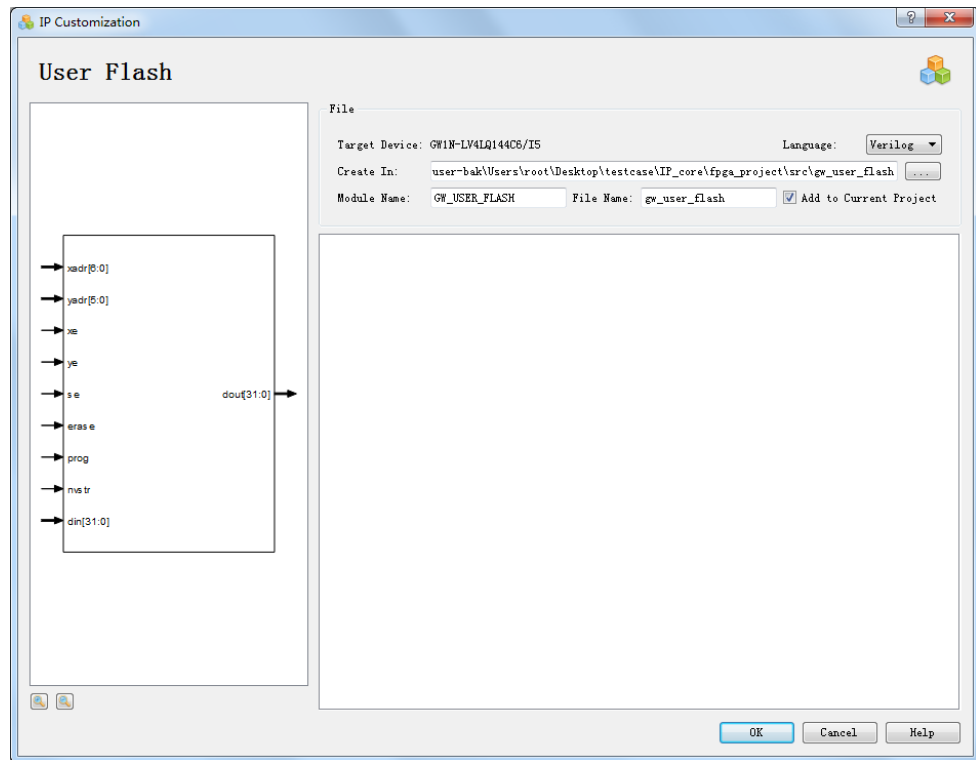 IP Customization
User Flash
File
Target Device: GW1N-LV4LQ144C6/I5 Language: Verilog
Create In: user-bak\Users\root\Desktop\testcase\IP_core\fpga_project\src\gw_user_flash ...
Module Name: GW_USER_FLASH File Name: gw_user_flash Add to Current Project
xadr[6:0]
yadr[5:0]
xe
ye
se dout[31:0]
erase
prog
nvstr
din[31:0]
OK Cancel Help